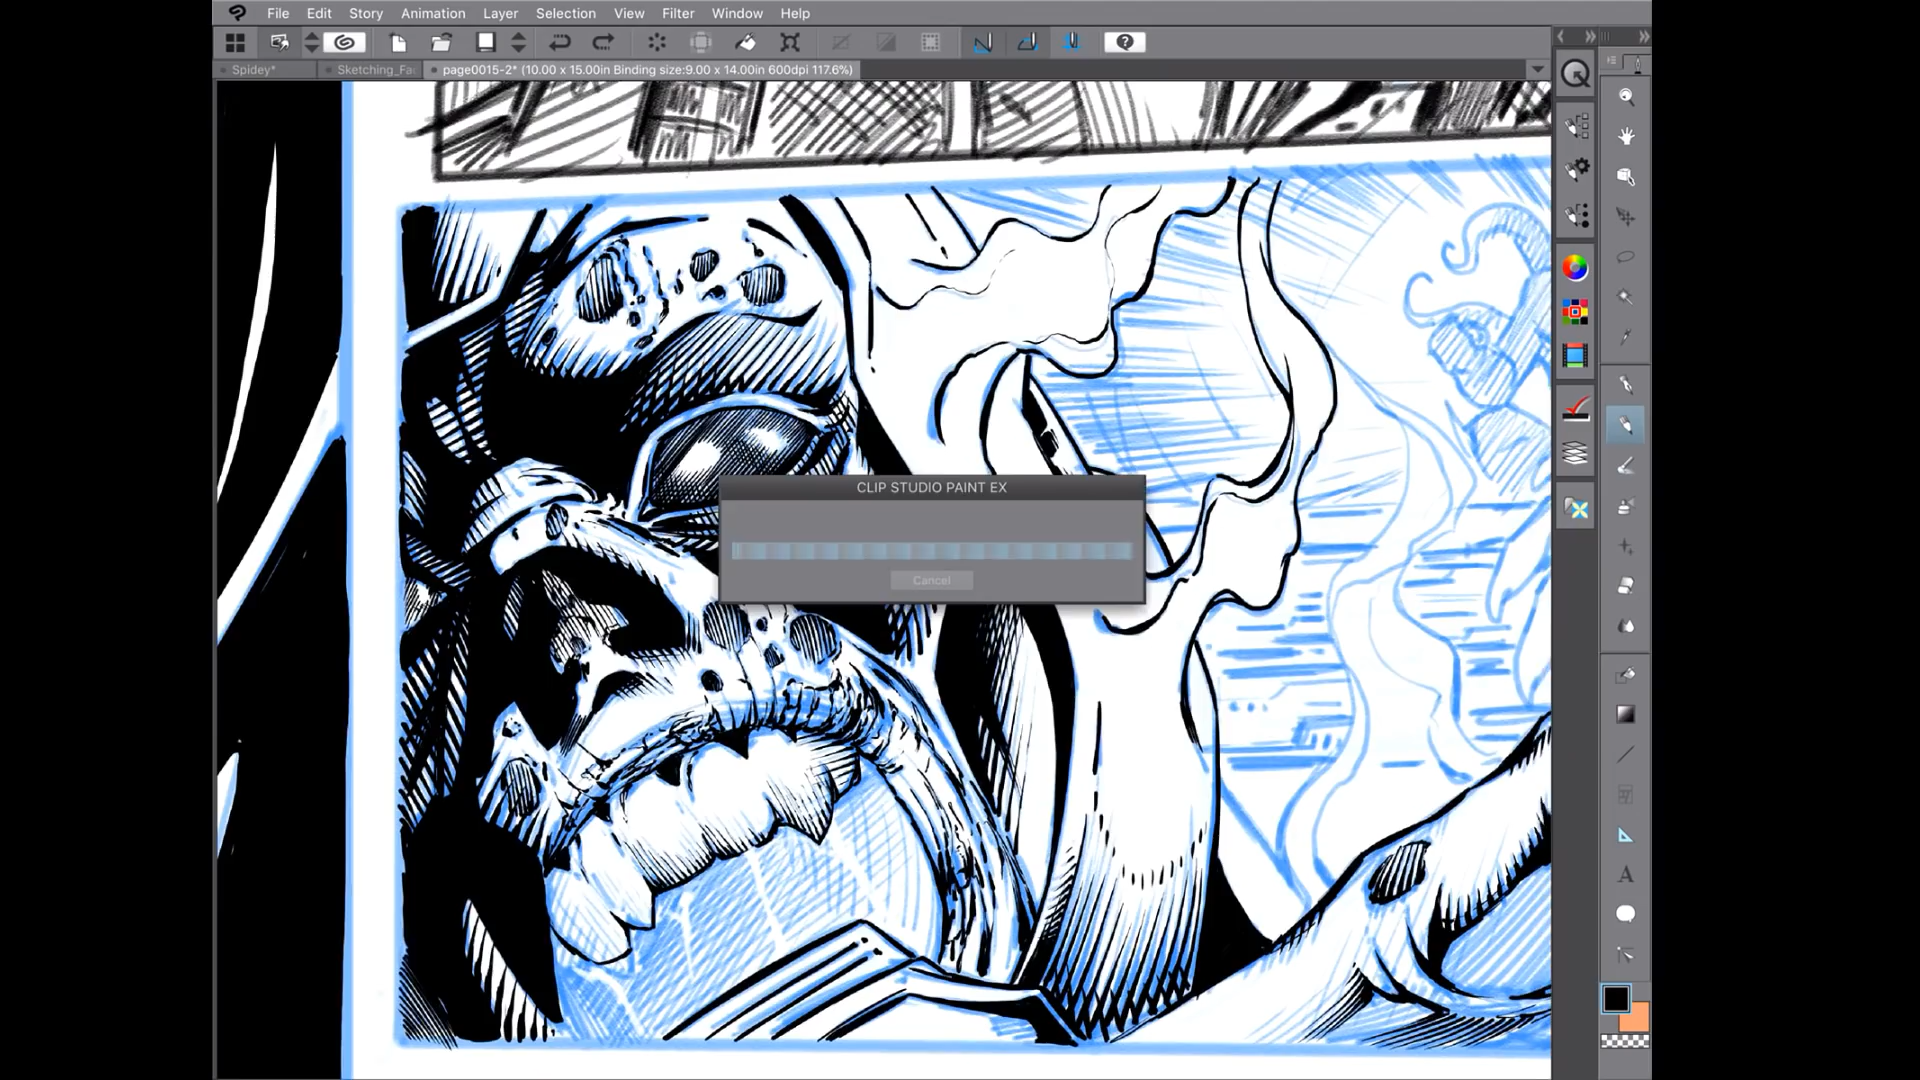 File Edit Story Animation Layer Selection View Filter Window Help
Spidey* Sketching_Fa page0015-2* (10.00 x 15.00in Binding size:9.00 x 14.00in 600dpi 117.6%)
CLIP STUDIO PAINT EX
Cancel